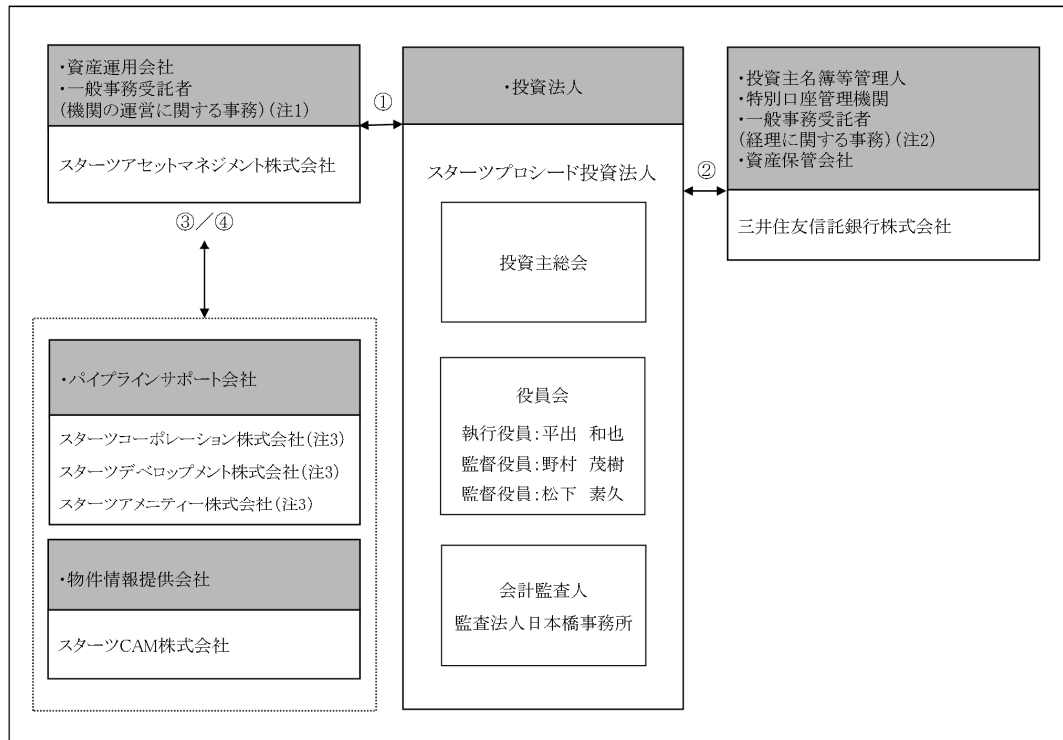 ・資産運用会社
・一般事務受託者
(機関の運営に関する事務)(注1)
スターツアセットマネジメント株式会社
①
・投資法人
スターツプロシード投資法人
投資主総会
役員会
執行役員:平出 和也
監督役員:野村 茂樹
監督役員:松下 素久
会計監査人
監査法人日本橋事務所
②
・投資主名簿等管理人
・特別口座管理機関
・一般事務受託者
(経理に関する事務)(注2)
・資産保管会社
三井住友信託銀行株式会社
③/④
・パイプラインサポート会社
スターツコーポレーション株式会社(注3)
スターツデベロップメント株式会社(注3)
スターツアメニティー株式会社(注3)
・物件情報提供会社
スターツCAM株式会社